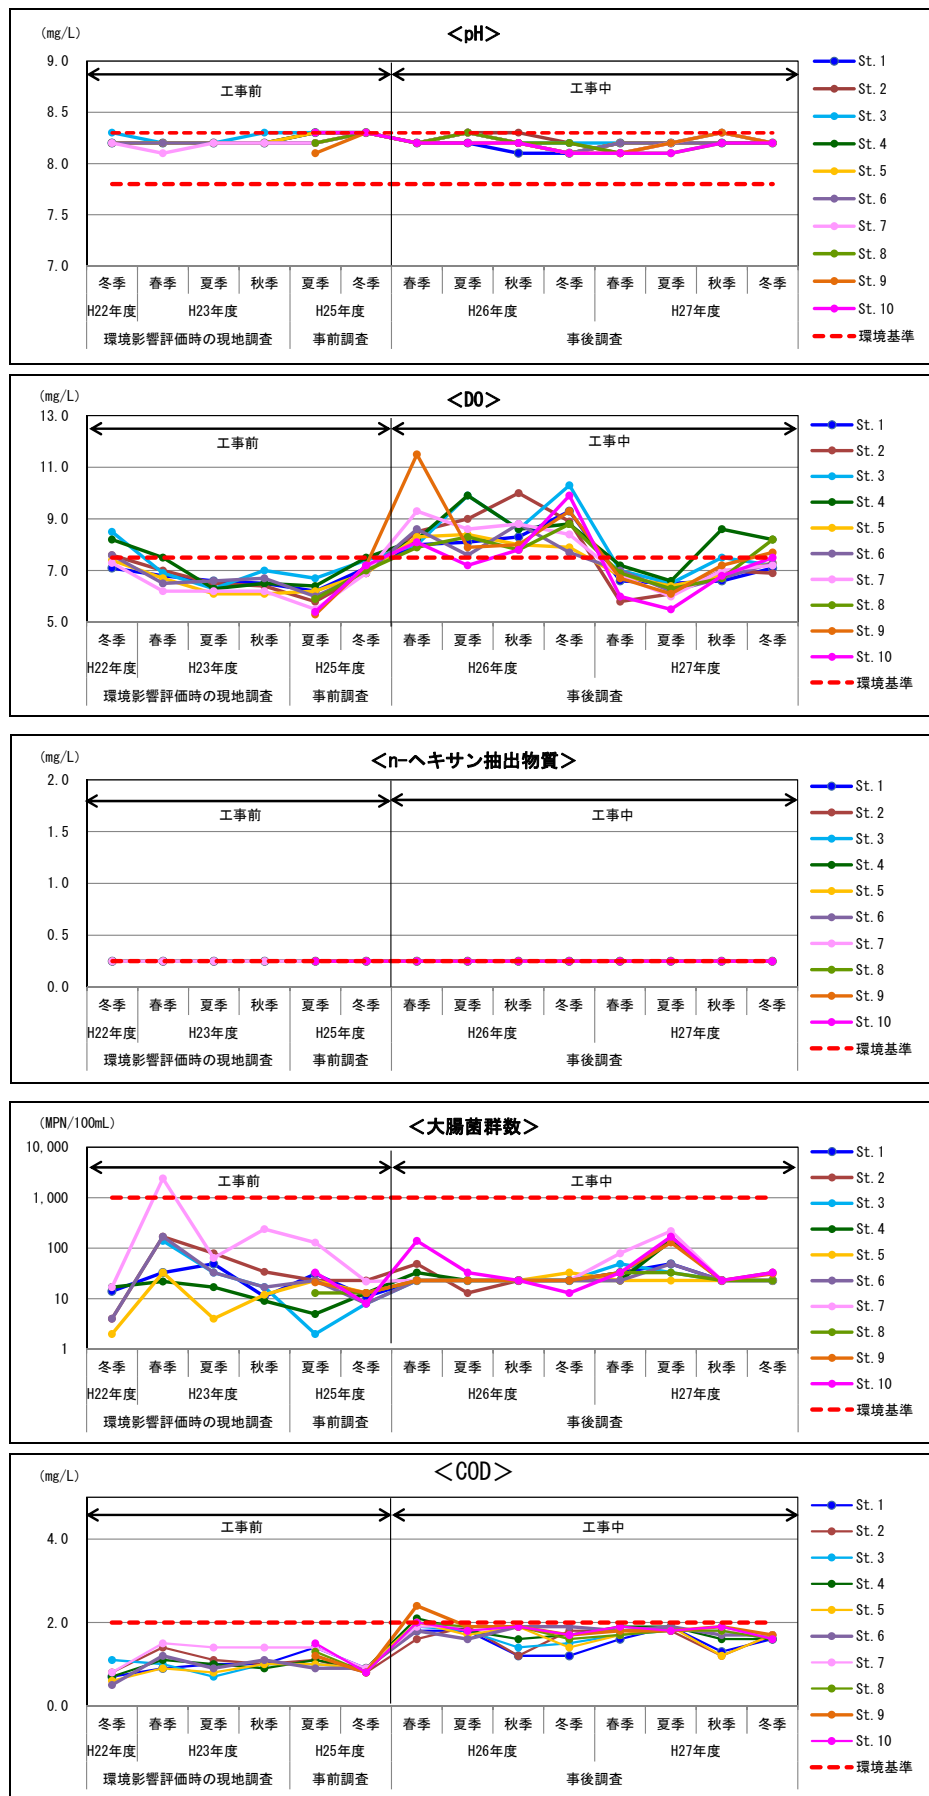 <pH>
(mg/L)
9.0
8.5
8.0
7.5
7.0
工事前
工事中
冬季 春季 夏季 秋季 夏季 冬季 春季 夏季 秋季 冬季 春季 夏季 秋季 冬季
H22年度 H23年度 H25年度 H26年度 H27年度
環境影響評価時の現地調査 事前調査 事後調査
St.1
St.2
St.3
St.4
St.5
St.6
St.7
St.8
St.9
St.10
環境基準
<DO>
(mg/L)
13.0
11.0
9.0
7.0
5.0
工事前
工事中
冬季 春季 夏季 秋季 夏季 冬季 春季 夏季 秋季 冬季 春季 夏季 秋季 冬季
H22年度 H23年度 H25年度 H26年度 H27年度
環境影響評価時の現地調査 事前調査 事後調査
St.1
St.2
St.3
St.4
St.5
St.6
St.7
St.8
St.9
St.10
環境基準
<n-ヘキサン抽出物質>
(mg/L)
2.0
1.5
1.0
0.5
0.0
工事前
工事中
冬季 春季 夏季 秋季 夏季 冬季 春季 夏季 秋季 冬季 春季 夏季 秋季 冬季
H22年度 H23年度 H25年度 H26年度 H27年度
環境影響評価時の現地調査 事前調査 事後調査
St.1
St.2
St.3
St.4
St.5
St.6
St.7
St.8
St.9
St.10
環境基準
<大腸菌群数>
(MPN/100mL)
10,000
1,000
100
10
1
工事前
工事中
冬季 春季 夏季 秋季 夏季 冬季 春季 夏季 秋季 冬季 春季 夏季 秋季 冬季
H22年度 H23年度 H25年度 H26年度 H27年度
環境影響評価時の現地調査 事前調査 事後調査
St.1
St.2
St.3
St.4
St.5
St.6
St.7
St.8
St.9
St.10
環境基準
<COD>
(mg/L)
4.0
2.0
0.0
工事前
工事中
冬季 春季 夏季 秋季 夏季 冬季 春季 夏季 秋季 冬季 春季 夏季 秋季 冬季
H22年度 H23年度 H25年度 H26年度 H27年度
環境影響評価時の現地調査 事前調査 事後調査
St.1
St.2
St.3
St.4
St.5
St.6
St.7
St.8
St.9
St.10
環境基準